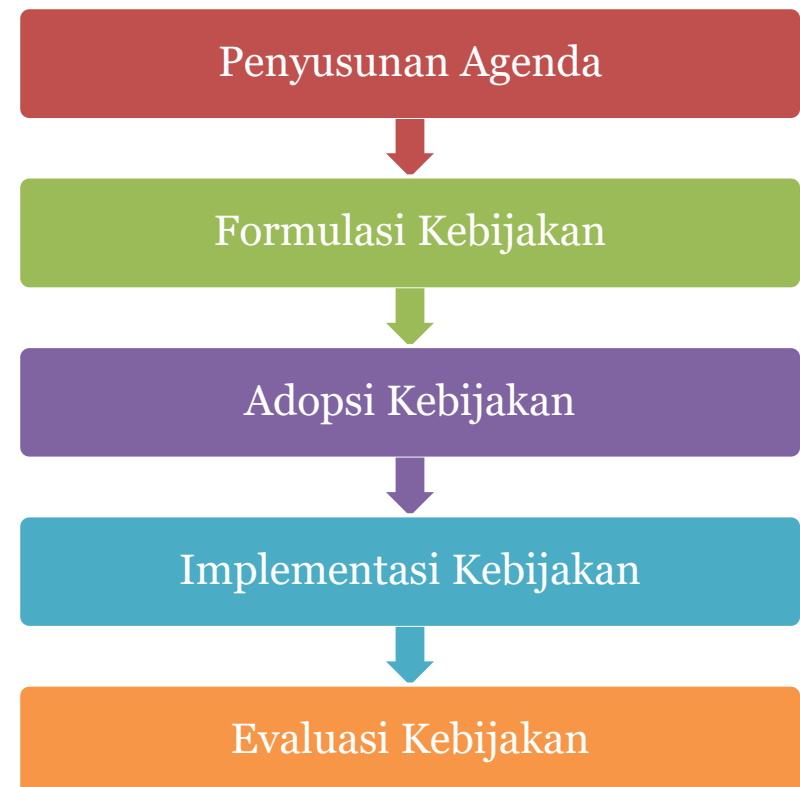 Penyusunan Agenda
Formulasi Kebijakan
Adopsi Kebijakan
Implementasi Kebijakan
Evaluasi Kebijakan